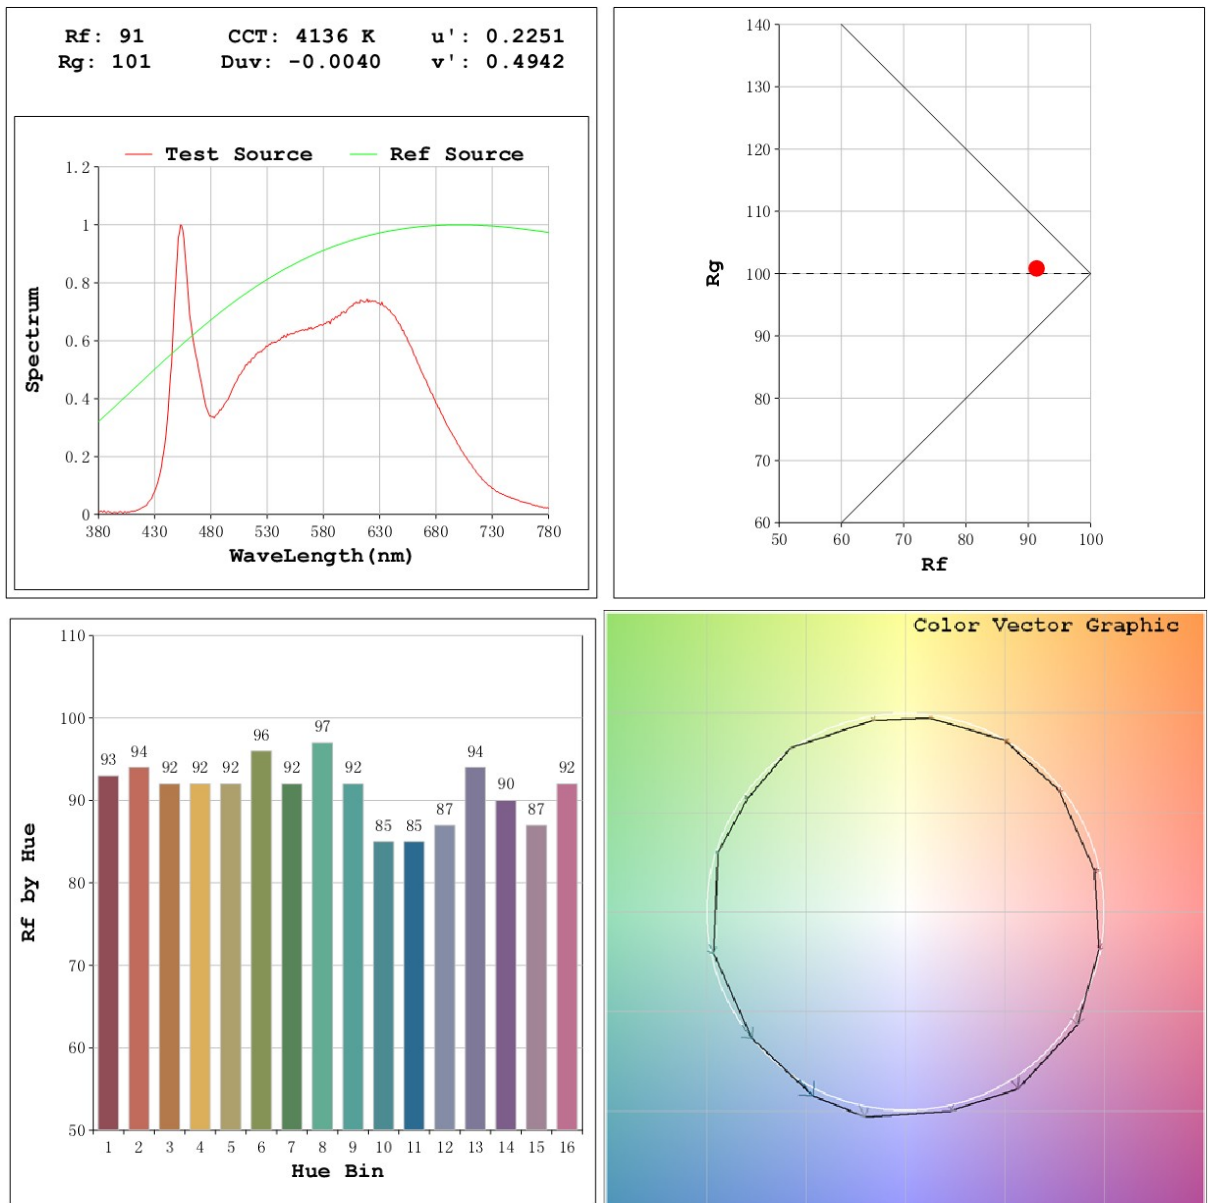 Rf: 91 CCT: 4136 K u': 0.2251
Rg: 101 Duv: -0.0040 v': 0.4942
Test Source Ref Source
1.2
1
0.8
0.6
0.4
0.2
0
Spectrum
380 430 480 530 580 630 680 730 780
WaveLength(nm)
140
130
120
110
100
90
80
70
60
Rg
50 60 70 80 90 100
Rf
110
100
90
80
70
60
50
Rf by Hue
93 94 92 92 92 96 92 97 92 85 85 87 94 90 87 92
1 2 3 4 5 6 7 8 9 10 11 12 13 14 15 16
Hue Bin
Color Vector Graphic